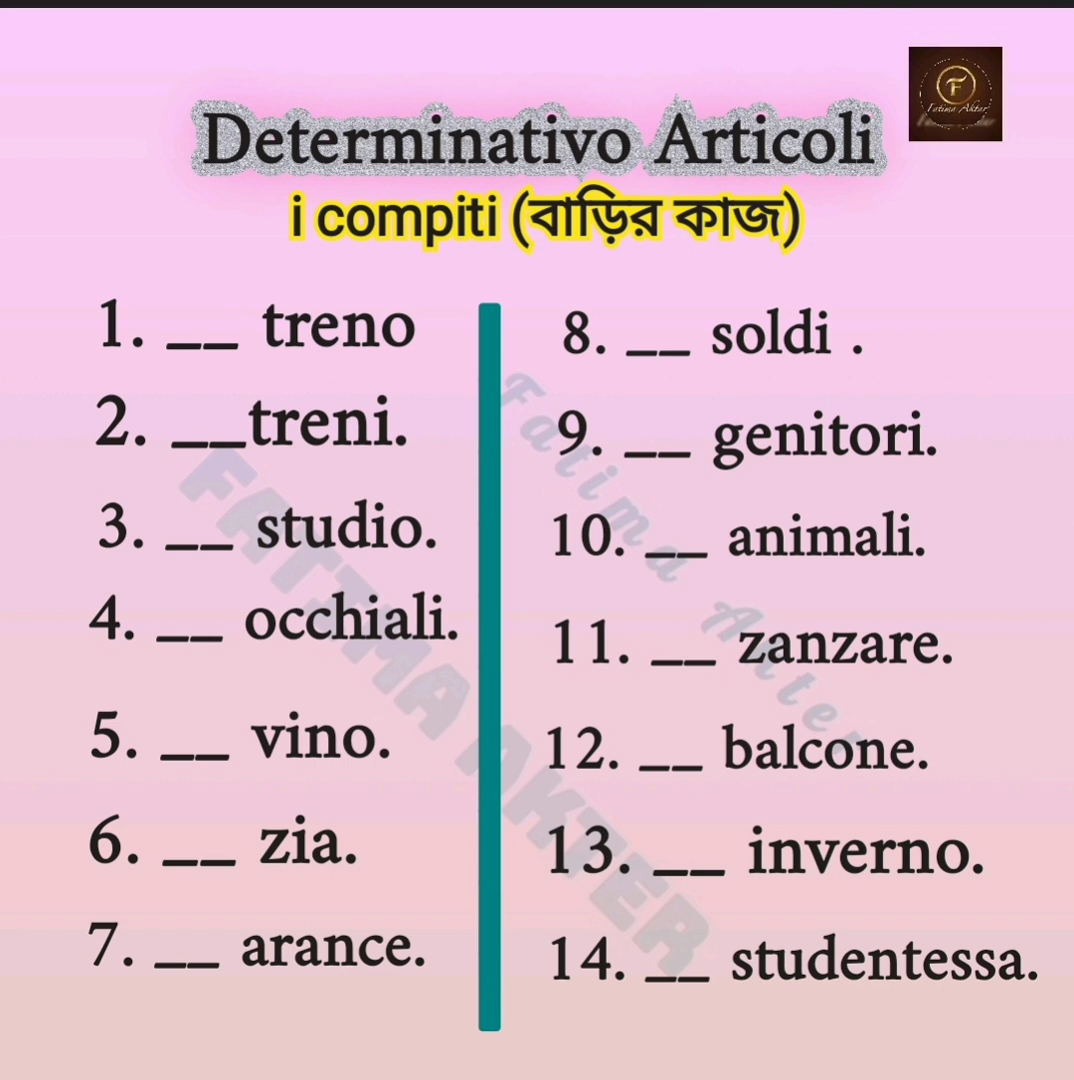 Fatima Aktar
Determinativo Articoli
i compiti (বাড়ির কাজ)
1. __ treno
2. __treni.
3. __ studio.
4. __ occhiali.
5. __ vino.
6. __ zia.
7. __ arance.
8. __ soldi .
9. __ genitori.
10. __ animali.
11. __ zanzare.
12. __ balcone.
13. __ inverno.
14. __ studentessa.
FATIMA AKTER
Fatima Akter